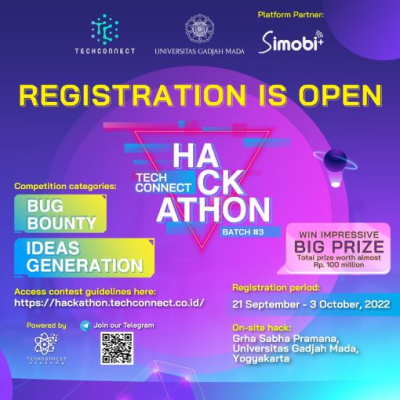 TECHCONNECT
UNIVERSITAS GADJAH MADA
Platform Partner:
Simobi+
REGISTRATION IS OPEN
HA
TECH
CONNECT
CK
ATHON
BATCH #3
Competition categories:
BUG
BOUNTY
IDEAS
GENERATION
WIN IMPRESSIVE
BIG PRIZE
Total prize worth almost
Rp. 100 million
Access contest guidelines here:
https://hackathon.techconnect.co.id/
Registration period:
21 September - 3 October, 2022
Powered by
TECHCONNECT
academy
Join our Telegram
On-site hack:
Grha Sabha Pramana,
Universitas Gadjah Mada,
Yogyakarta